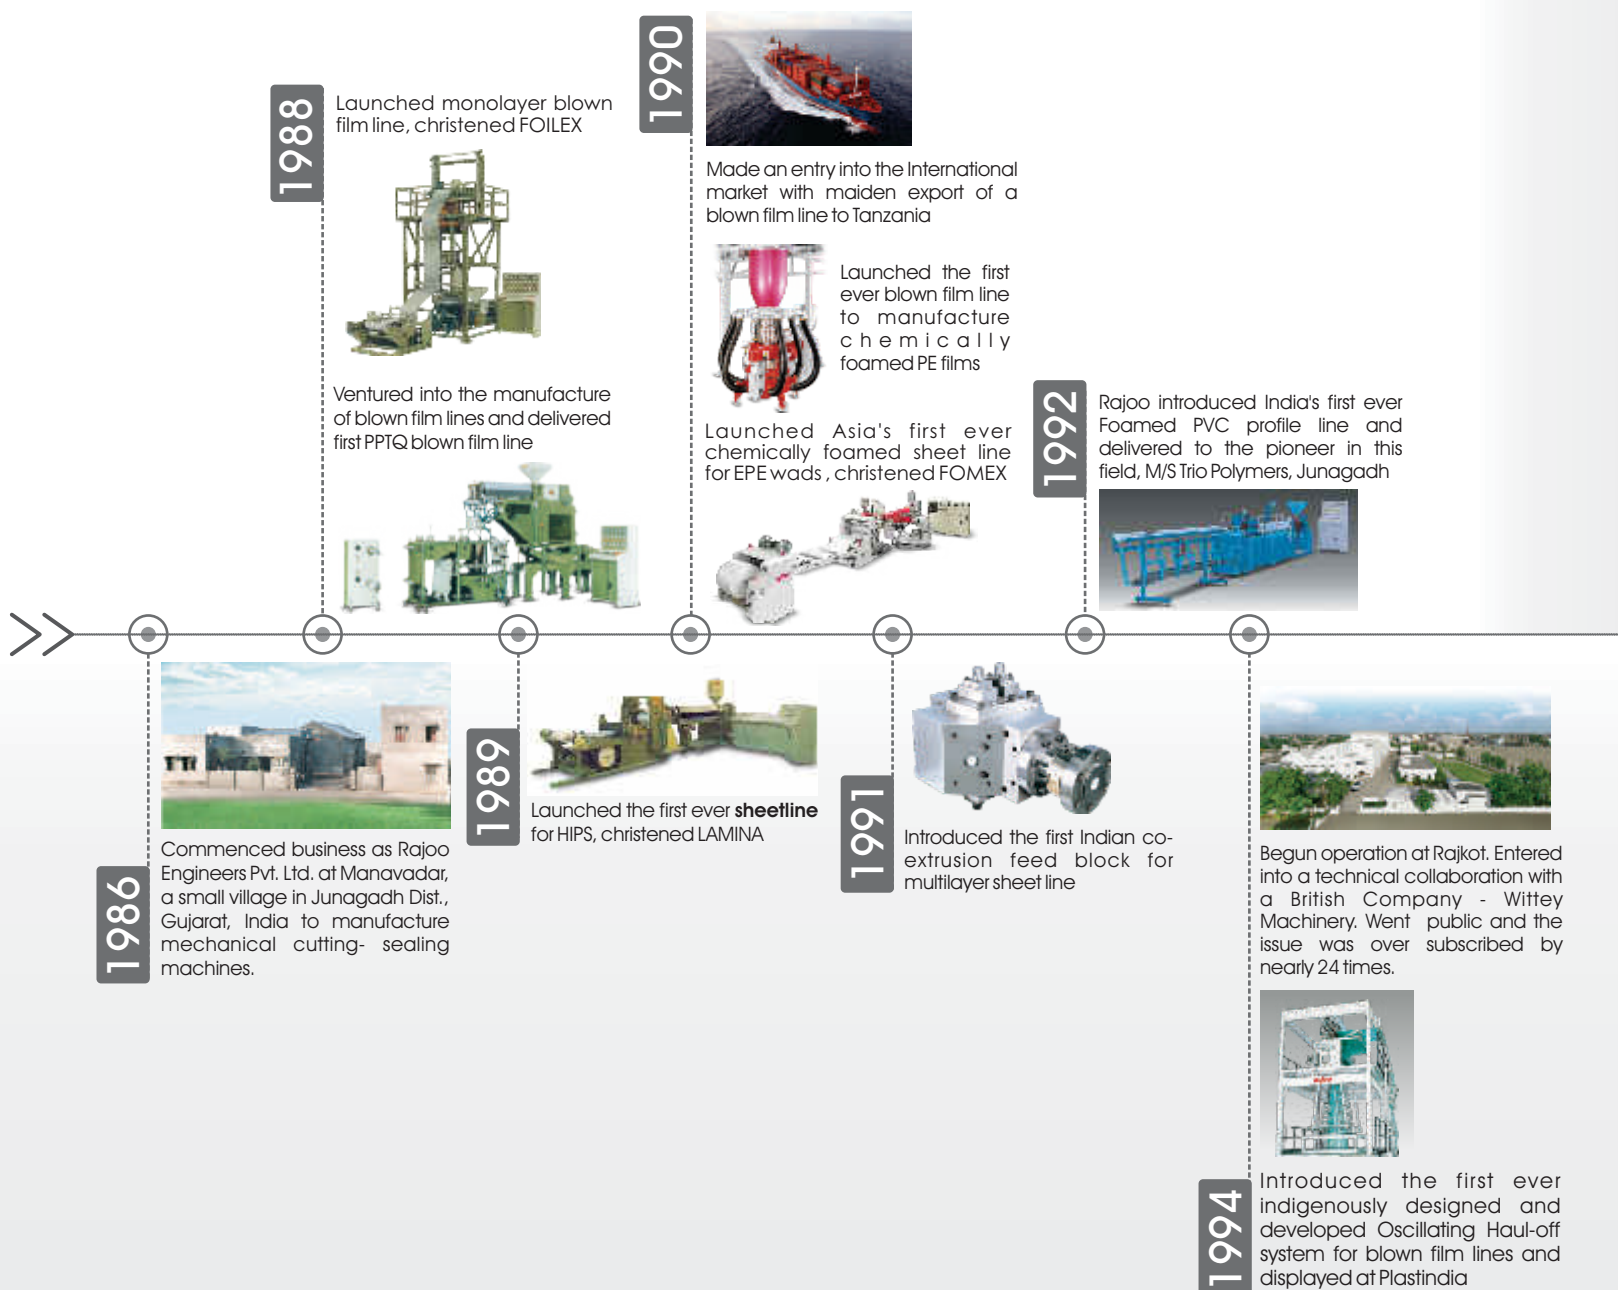 1986
Commenced business as Rajoo
Engineers Pvt. Ltd. at Manavadar,
a small village in Junagadh Dist.,
Gujarat, India to manufacture
mechanical cutting- sealing
machines.
1988
Launched monolayer blown
film line, christened FOILEX
Ventured into the manufacture
of blown film lines and delivered
first PPTQ blown film line
1989
Launched the first ever sheetline
for HIPS, christened LAMINA
1990
Made an entry into the International
market with maiden export of a
blown film line to Tanzania
Launched the first
ever blown film line
to manufacture
chemically
foamed PE films
Launched Asia's first ever
chemically foamed sheet line
for EPE wads , christened FOMEX
1991
Introduced the first Indian co-
extrusion feed block for
multilayer sheet line
1992
Rajoo introduced India's first ever
Foamed PVC profile line and
delivered to the pioneer in this
field, M/S Trio Polymers, Junagadh
1994
Begun operation at Rajkot. Entered
into a technical collaboration with
a British Company - Wittey
Machinery. Went public and the
issue was over subscribed by
nearly 24 times.
Introduced the first ever
indigenously designed and
developed Oscillating Haul-off
system for blown film lines and
displayed at Plastindia